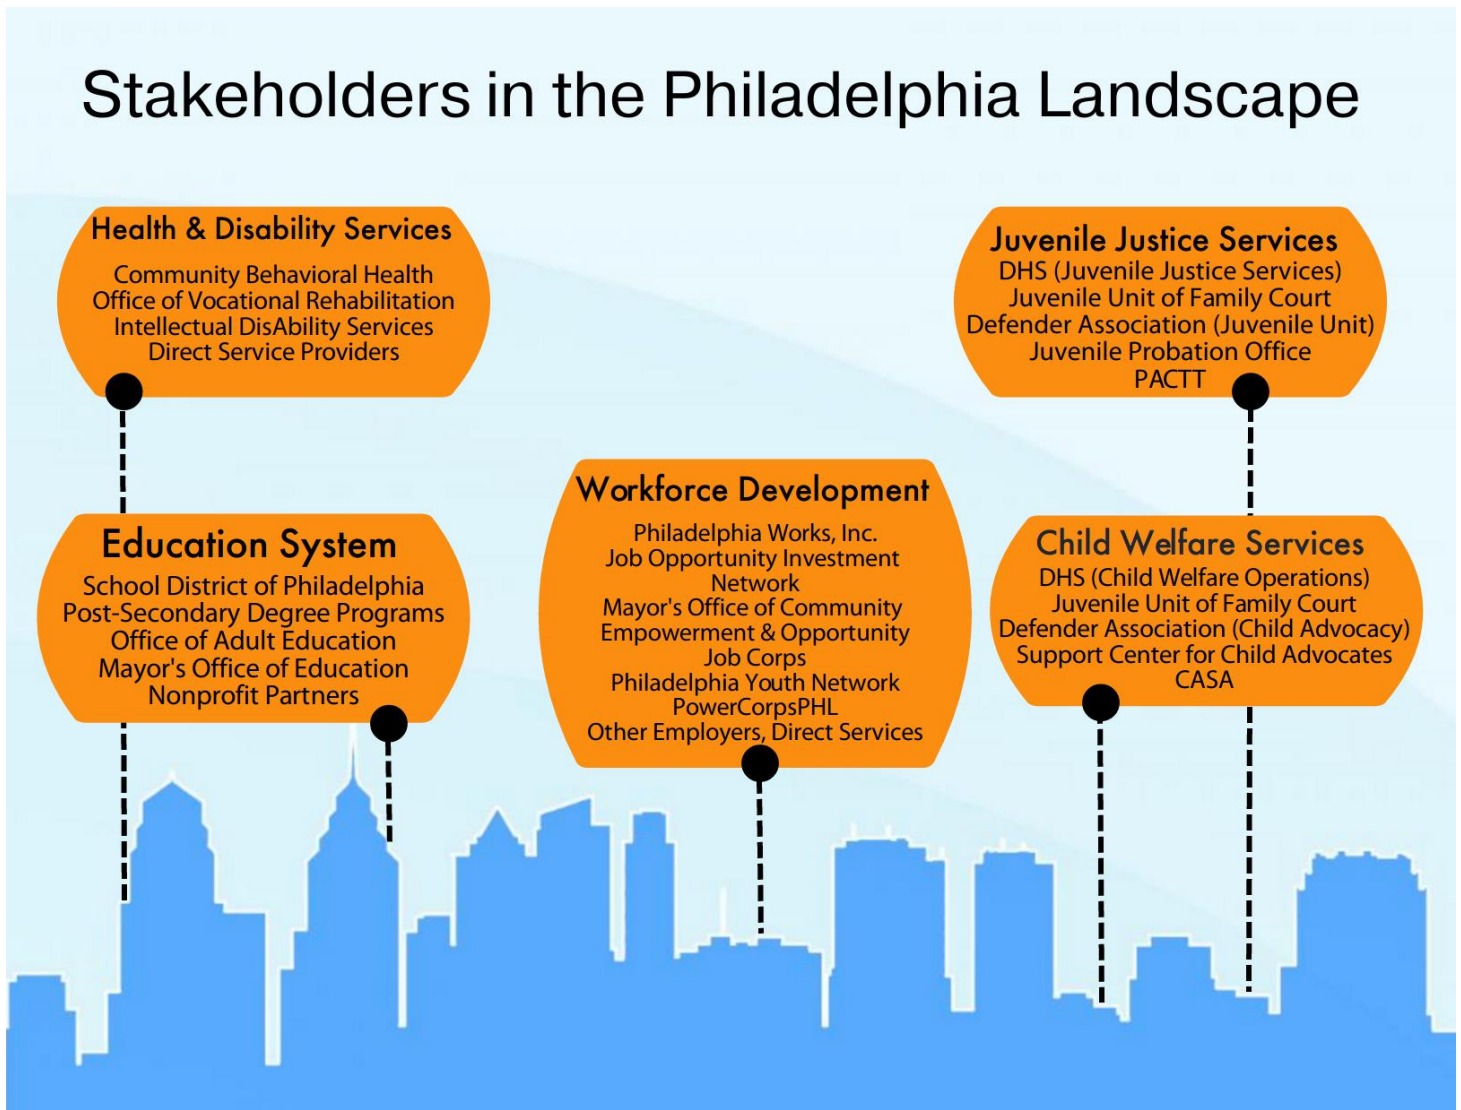 Stakeholders in the Philadelphia Landscape
Health & Disability Services
Community Behavioral Health
Office of Vocational Rehabilitation
Intellectual DisAbility Services
Direct Service Providers
Juvenile Justice Services
DHS (Juvenile Justice Services)
Juvenile Unit of Family Court
Defender Association (Juvenile Unit)
Juvenile Probation Office
PACTT
Education System
School District of Philadelphia
Post-Secondary Degree Programs
Office of Adult Education
Mayor's Office of Education
Nonprofit Partners
Workforce Development
Philadelphia Works, Inc.
Job Opportunity Investment
Network
Mayor's Office of Community
Empowerment & Opportunity
Job Corps
Philadelphia Youth Network
PowerCorpsPHL
Other Employers, Direct Services
Child Welfare Services
DHS (Child Welfare Operations)
Juvenile Unit of Family Court
Defender Association (Child Advocacy)
Support Center for Child Advocates
CASA